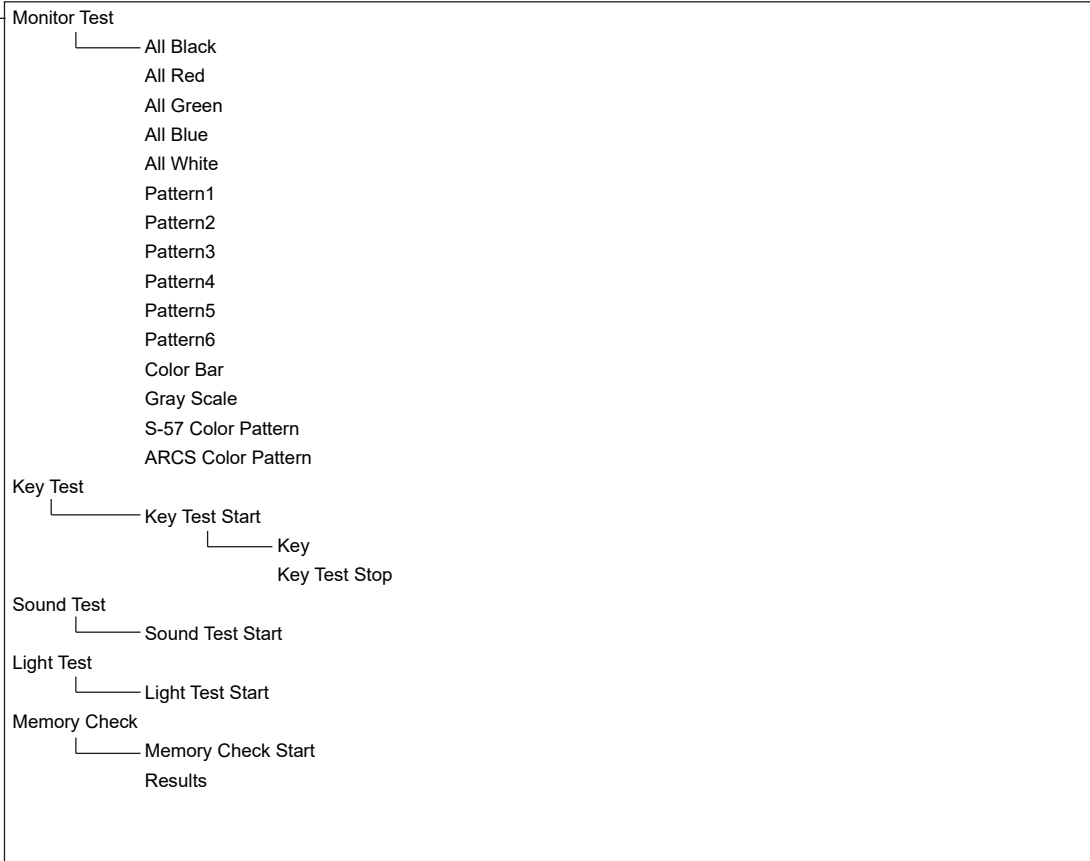 Monitor Test
All Black
All Red
All Green
All Blue
All White
Pattern1
Pattern2
Pattern3
Pattern4
Pattern5
Pattern6
Color Bar
Gray Scale
S-57 Color Pattern
ARCS Color Pattern
Key Test
Key Test Start
Key
Key Test Stop
Sound Test
Sound Test Start
Light Test
Light Test Start
Memory Check
Memory Check Start
Results